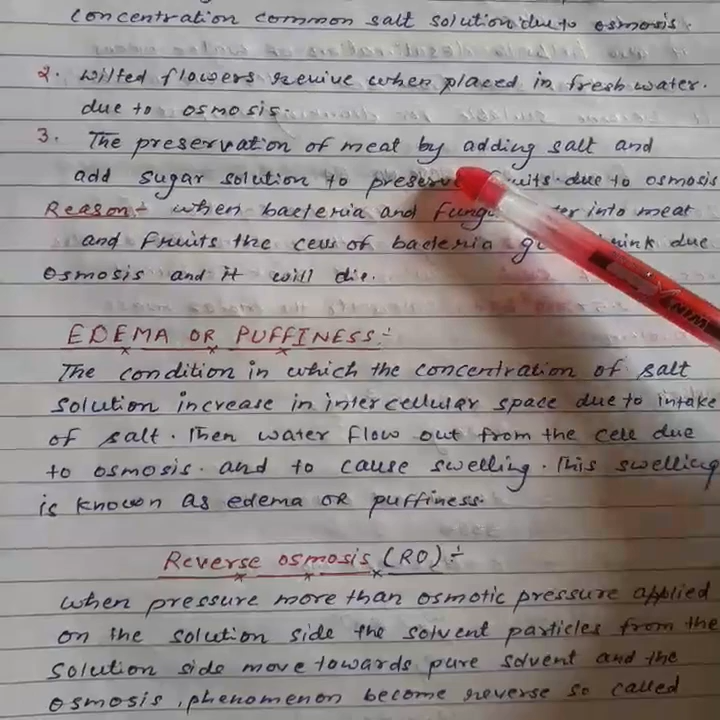 concentration common salt solution due to osmosis.
2. wilted flowers revive when placed in fresh water.
due to osmosis.
3. The preservation of meat by adding salt and
add sugar solution to preserve fruits due to osmosis
Reason:- when bacteria and fungi into meat
and fruits the cell of bacteria due
osmosis and it will die.
EDEMA OR PUFFINESS:-
The condition in which the concentration of salt
solution increase in intercellular space due to intake
of salt. Then water flow out from the cell due
to osmosis. and to cause swelling. This swelling
is known as edema OR puffiness.
Reverse osmosis (RO):-
when pressure more than osmotic pressure applied
on the solution side the solvent particles from the
solution side move towards pure solvent and the
osmosis, phenomenon become reverse so called